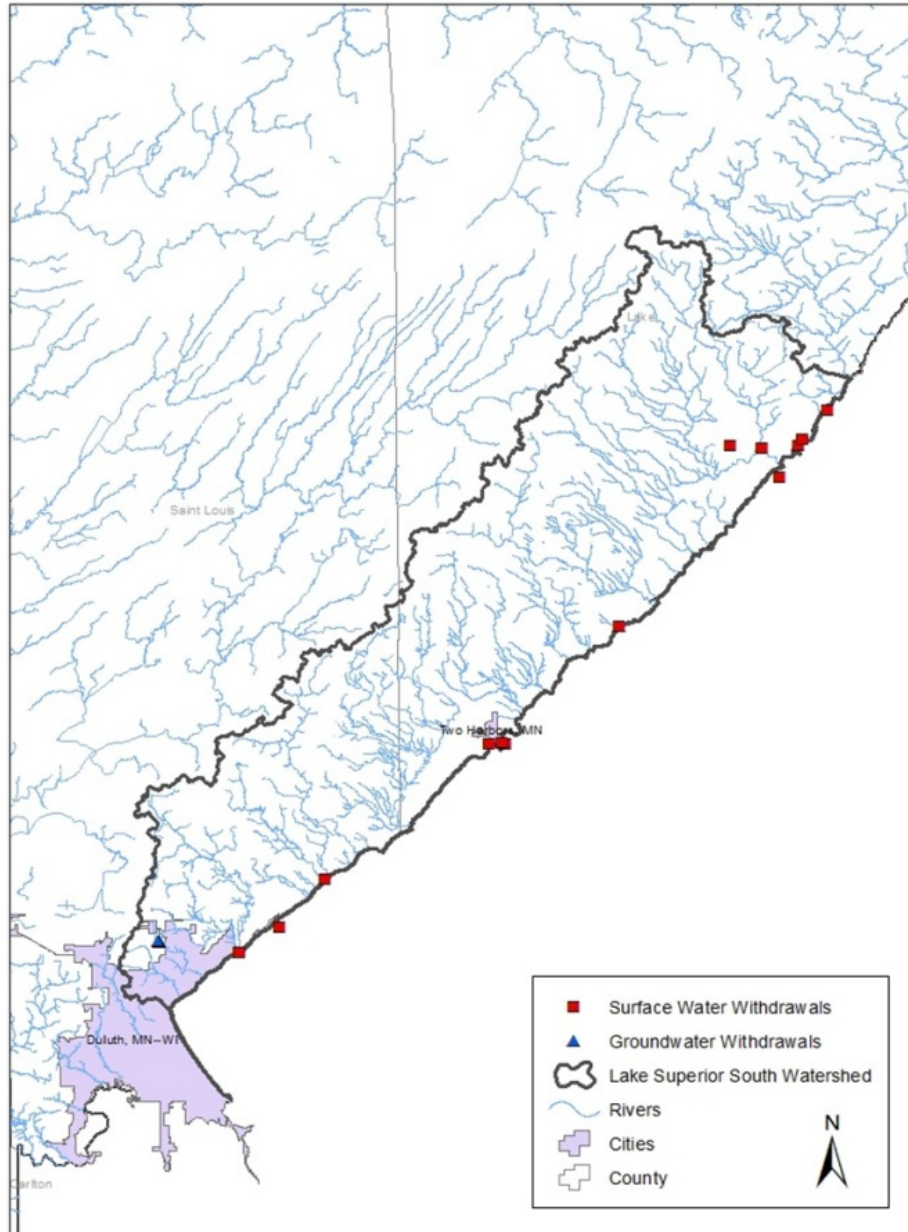 Lake
Saint Louis
Two Harbors, MN
Duluth, MN--WI
Carlton
Surface Water Withdrawals
Groundwater Withdrawals
Lake Superior South Watershed
Rivers
Cities
County
N